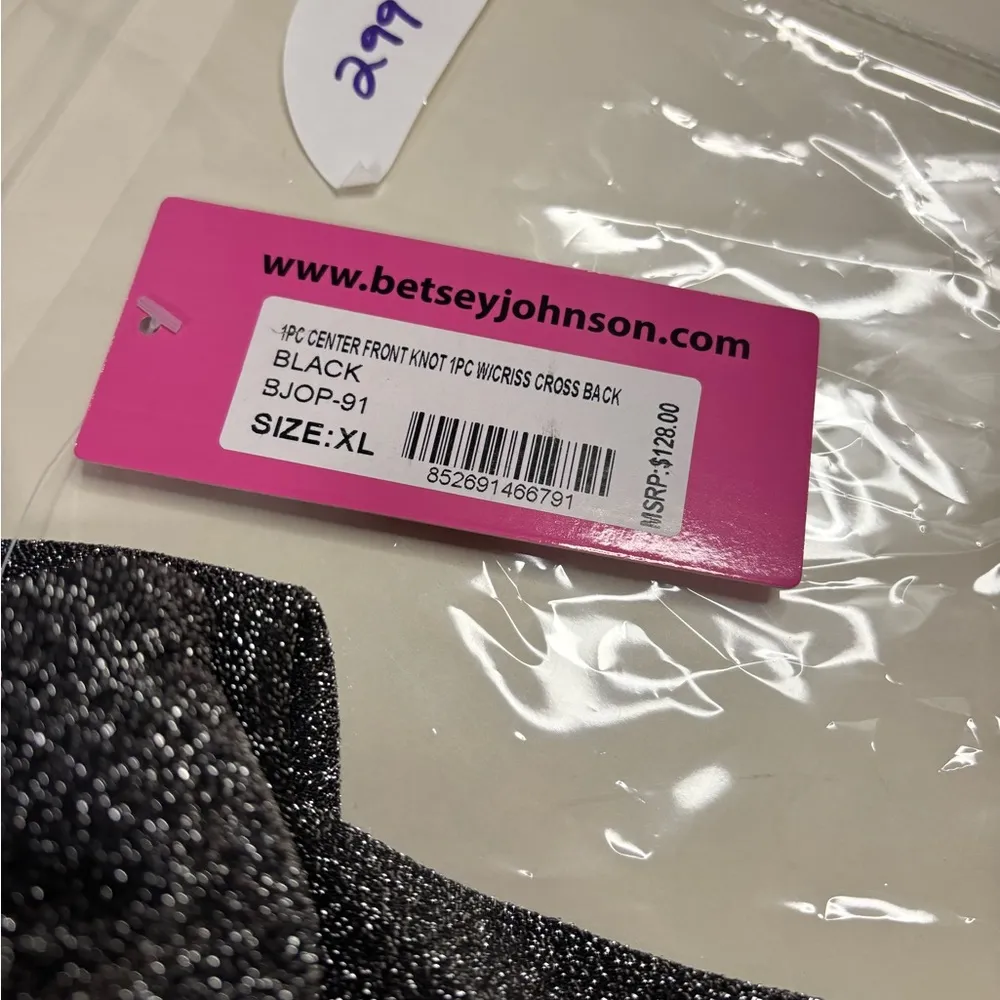 299
www.betseyjohnson.com
1PC CENTER FRONT KNOT 1PC W/CRISS CROSS BACK
BLACK
BJOP-91
SIZE:XL
852691466791
MSRP:$128.00